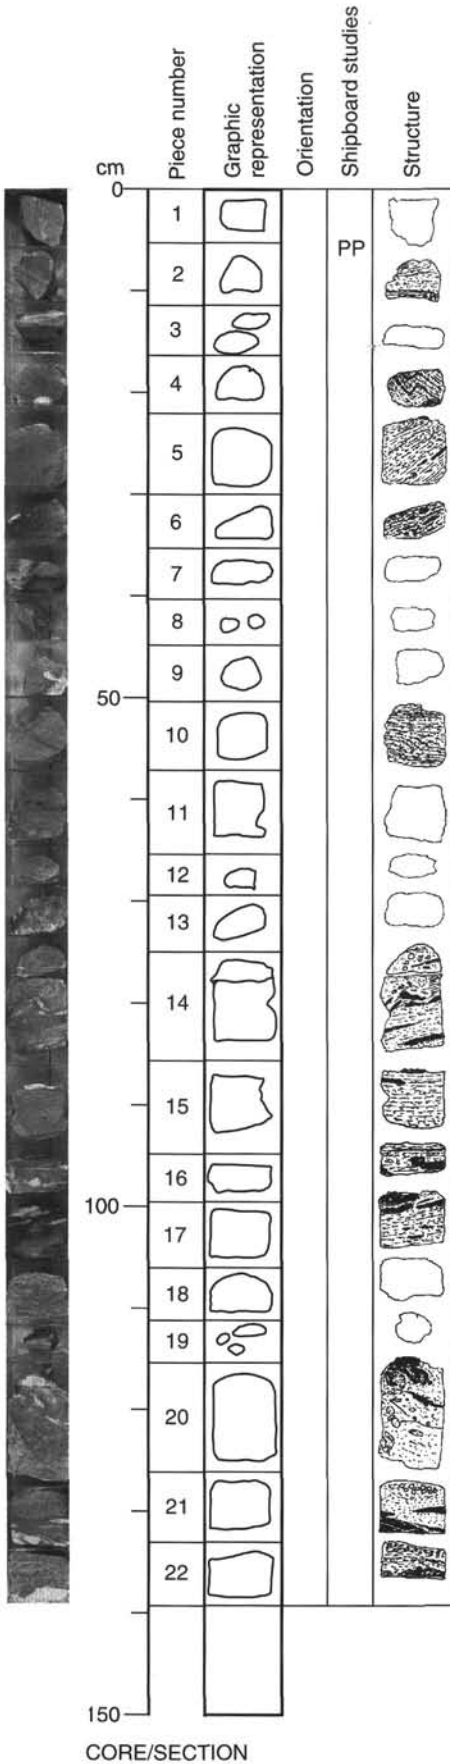 cm
Piece number
Graphic
representation
Orientation
Shipboard studies
Structure
0
1
PP
2
3
4
5
6
7
8
9
50
10
11
12
13
14
15
16
100
17
18
19
20
21
22
150
CORE/SECTION